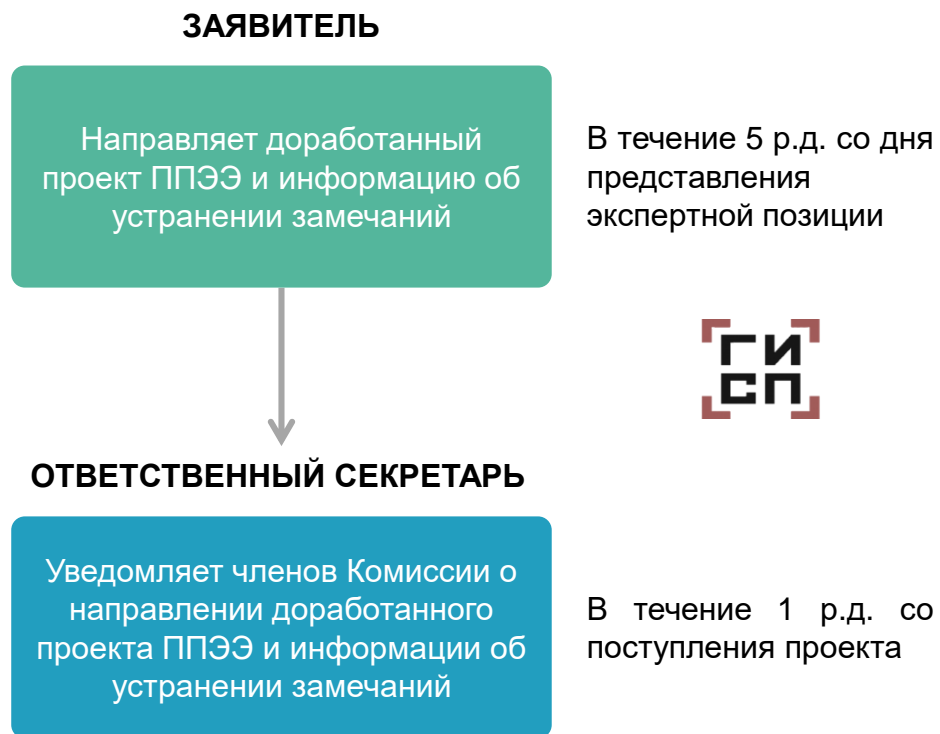 ЗАЯВИТЕЛЬ
Направляет доработанный
проект ППЭЭ и информацию об
устранении замечаний
В течение 5 р.д. со дня
представления
экспертной позиции
ГИ
СП
ОТВЕТСТВЕННЫЙ СЕКРЕТАРЬ
Уведомляет членов Комиссии о
направлении доработанного
проекта ППЭЭ и информации об
устранении замечаний
В течение 1 р.д. со
поступления проекта